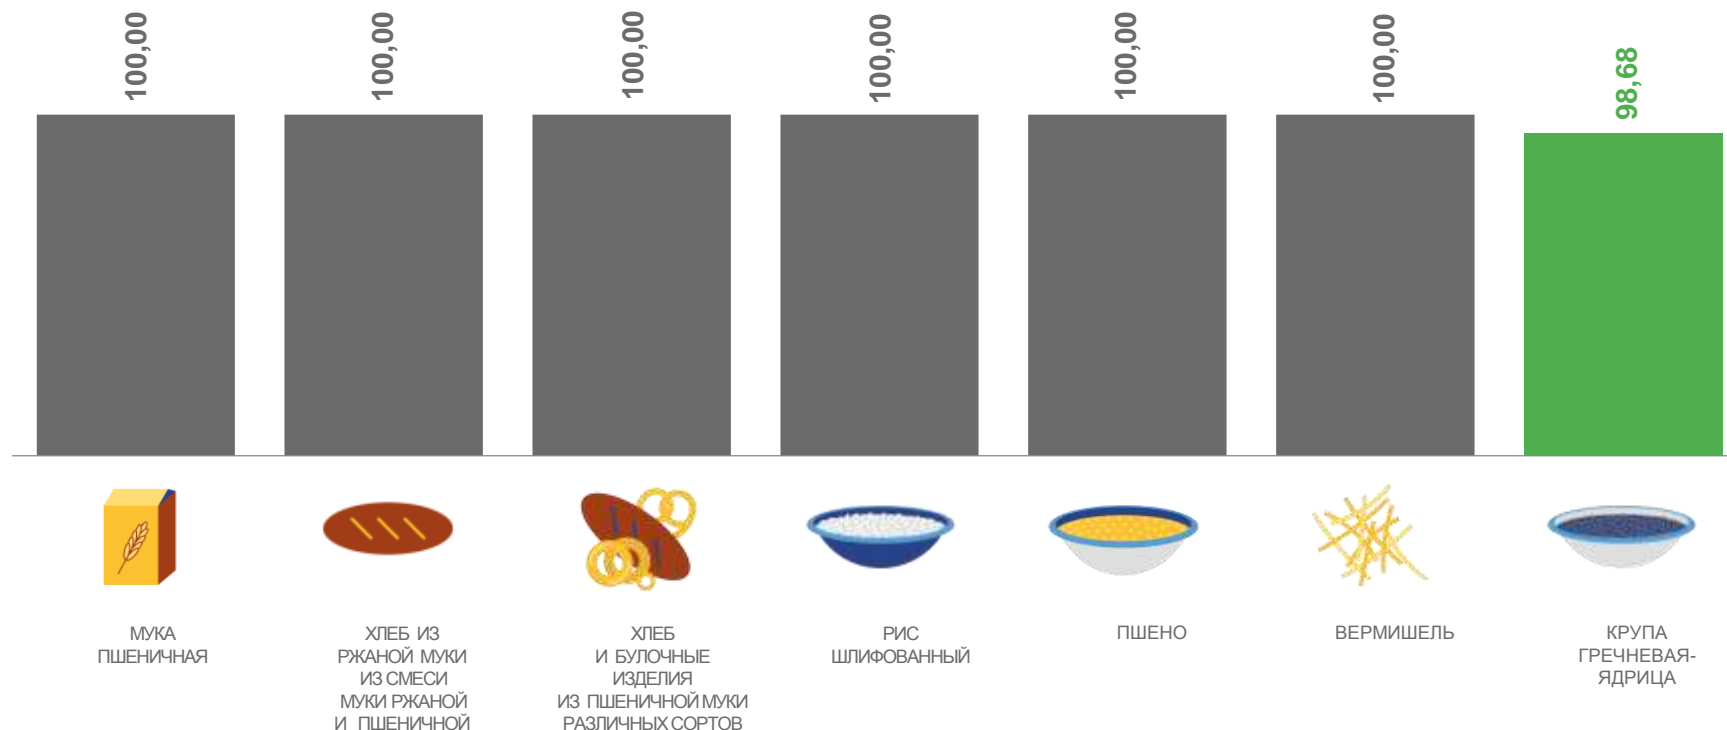 100,00
100,00
100,00
100,00
100,00
100,00
98,68
МУКА
ПШЕНИЧНАЯ
ХЛЕБ ИЗ
РЖАНОЙ МУКИ
ИЗ СМЕСИ
МУКИ РЖАНОЙ
И ПШЕНИЧНОЙ
ХЛЕБ
И БУЛОЧНЫЕ
ИЗДЕЛИЯ
ИЗ ПШЕНИЧНОЙ МУКИ
РАЗЛИЧНЫХ СОРТОВ
РИС
ШЛИФОВАННЫЙ
ПШЕНО
ВЕРМИШЕЛЬ
КРУПА
ГРЕЧНЕВАЯ-
ЯДРИЦА